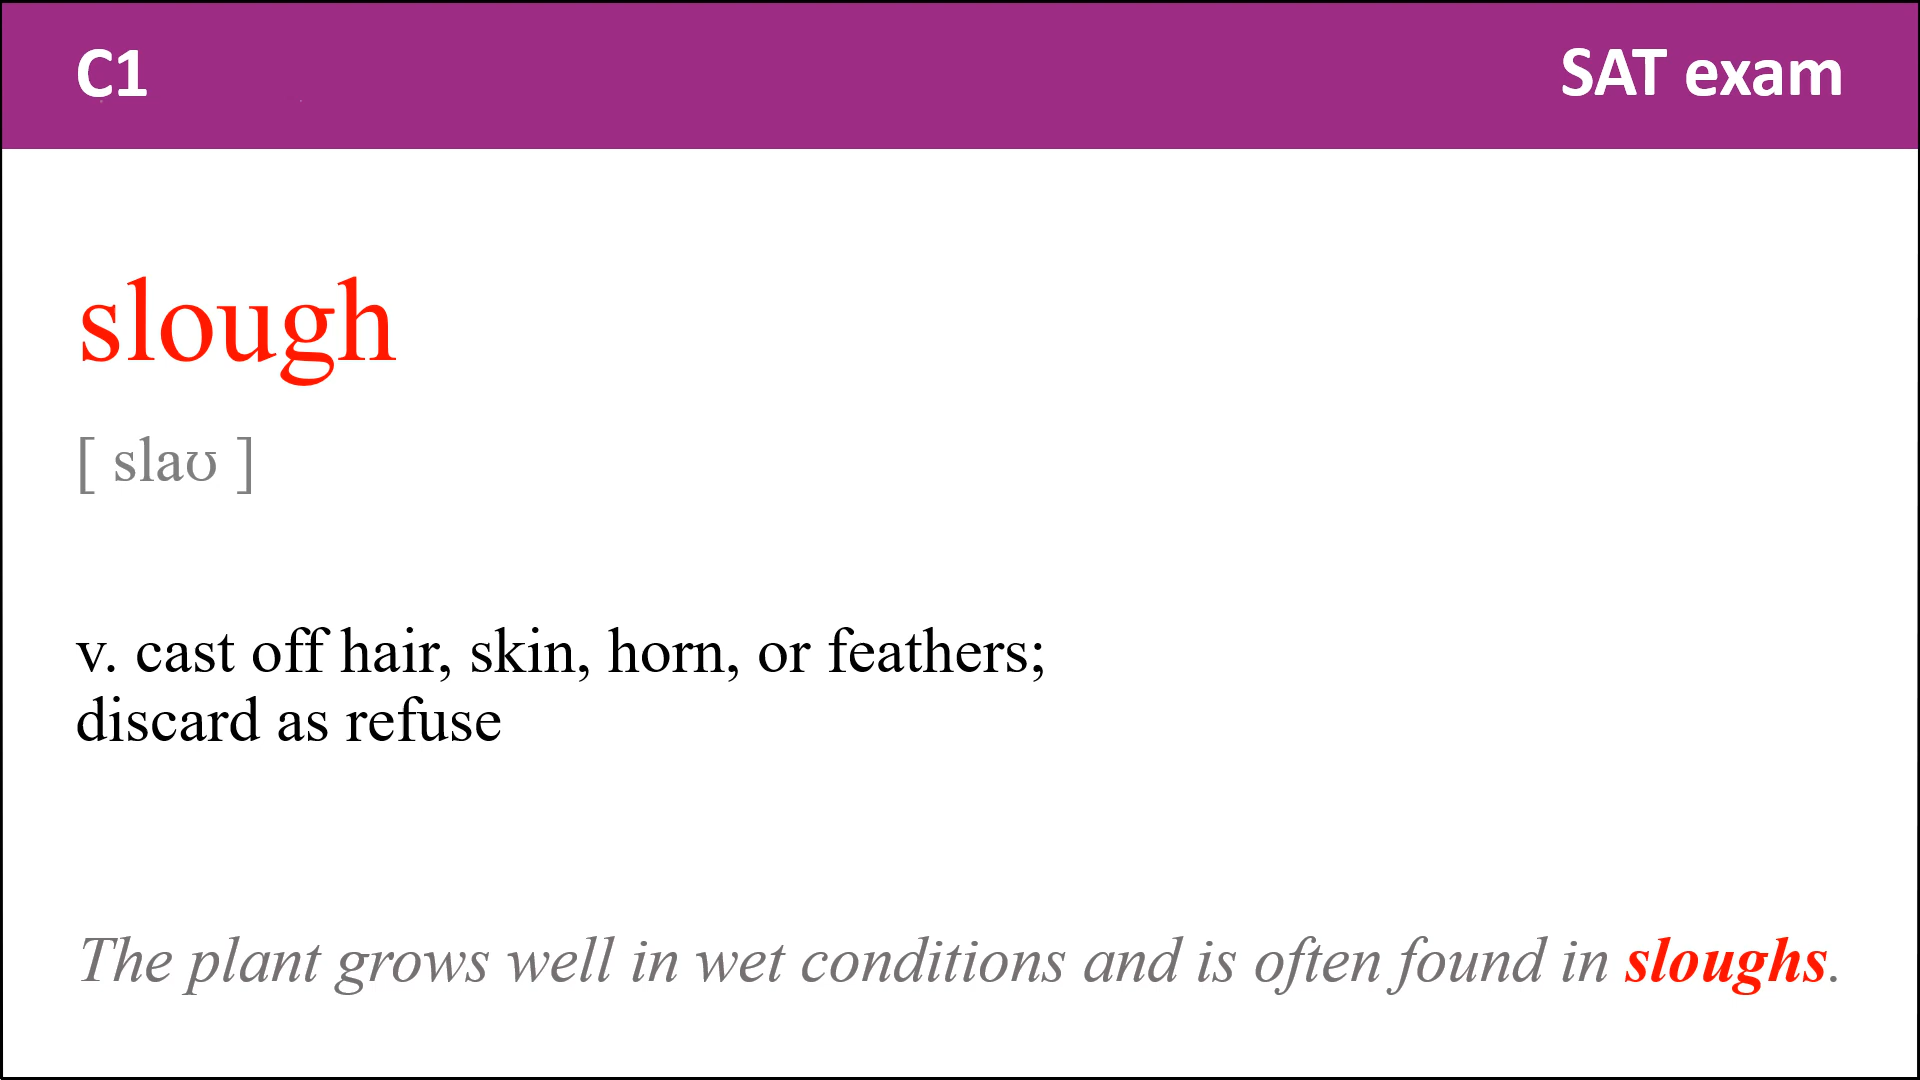 C1
SAT exam
slough
[ slaʊ ]
v. cast off hair, skin, horn, or feathers;
discard as refuse
The plant grows well in wet conditions and is often found in sloughs.